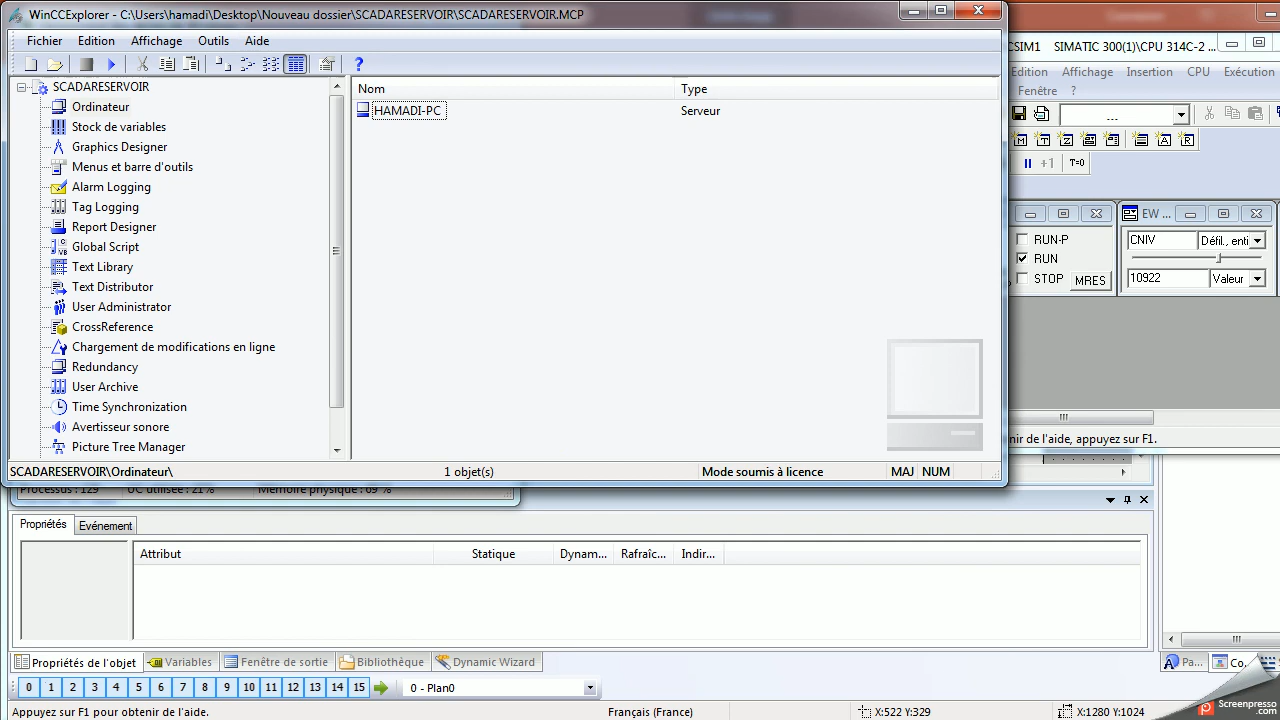 WinCCExplorer - C:\Users\hamadi\Desktop\Nouveau dossier\SCADARESERVOIR\SCADARESERVOIR.MCP
Fichier Edition Affichage Outils Aide
SCADARESERVOIR
Ordinateur
Stock de variables
Graphics Designer
Menus et barre d'outils
Alarm Logging
Tag Logging
Report Designer
Global Script
Text Library
Text Distributor
User Administrator
CrossReference
Chargement de modifications en ligne
Redundancy
User Archive
Time Synchronization
Avertisseur sonore
Picture Tree Manager
Nom Type
HAMADI-PC Serveur
SCADARESERVOIR\Ordinateur\ 1 objet(s) Mode soumis à licence MAJ NUM
CSIM1 SIMATIC 300(1)\CPU 314C-2 ...
Edition Affichage Insertion CPU Exécution
Fenêtre ?
...
+1 T=0
EW ...
RUN-P
RUN
STOP MRES
CNIV Défil., enti
10922 Valeur
nir de l'aide, appuyez sur F1.
Processus : 129 UC utilisée : 21% Mémoire physique : 69 %
Propriétés Evénement
Attribut Statique Dynam... Rafraîc... Indir...
Propriétés de l'objet Variables Fenêtre de sortie Bibliothèque Dynamic Wizard
Pa... Co...
0 1 2 3 4 5 6 7 8 9 10 11 12 13 14 15 0 - Plan0
Appuyez sur F1 pour obtenir de l'aide. Français (France) X:522 Y:329 X:1280 Y:1024
Screenpresso
.com